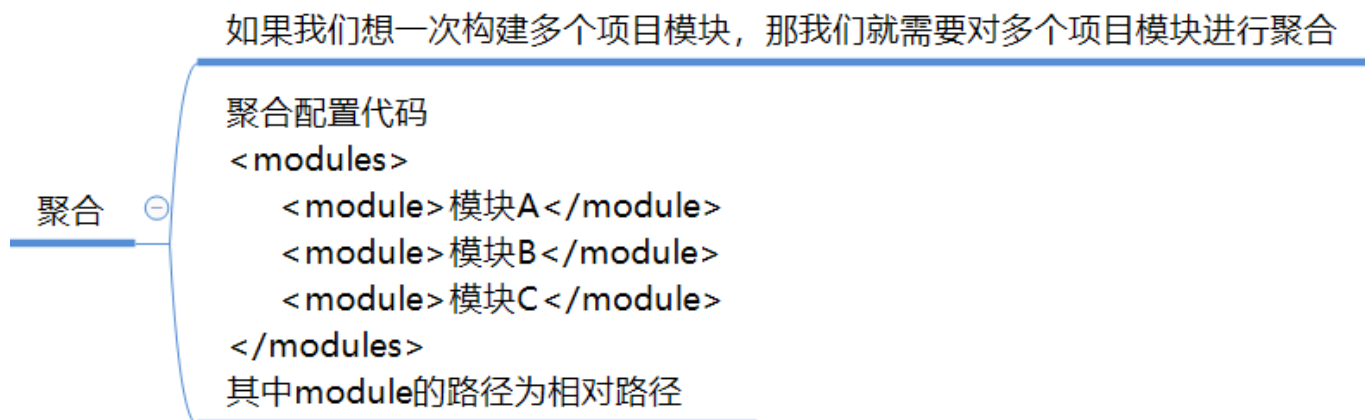 如果我们想一次构建多个项目模块，那我们就需要对多个项目模块进行聚合
聚合
聚合配置代码
<modules>
<module>模块A</module>
<module>模块B</module>
<module>模块C</module>
</modules>
其中module的路径为相对路径